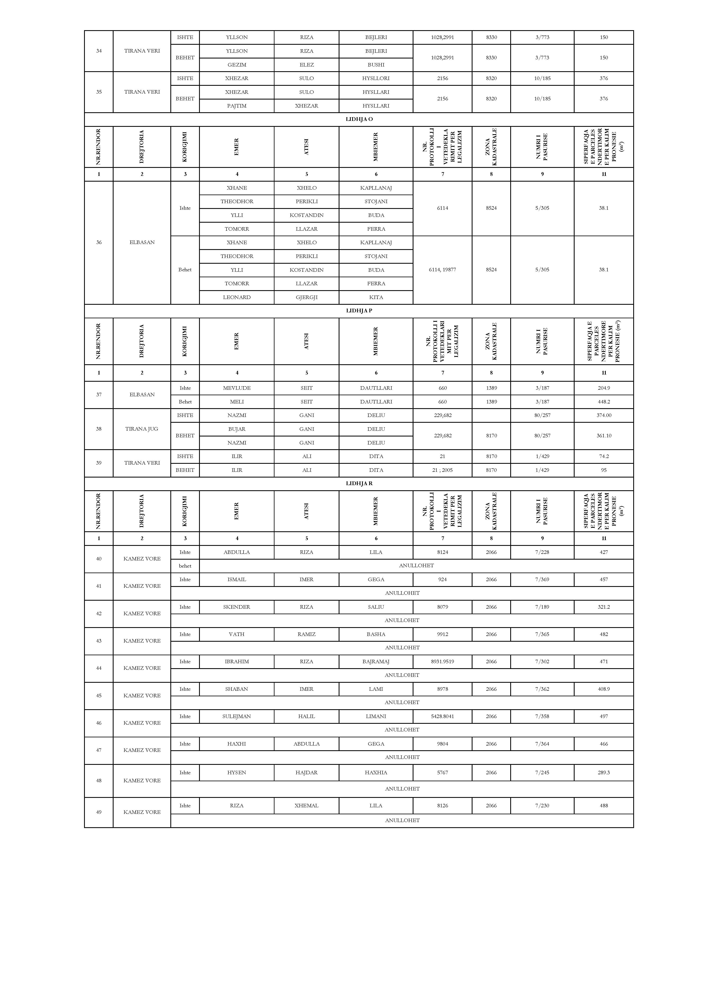 34 TIRANA VERI ISHTE YLLSON RIZA BEJLERI 1028,2991 8330 3/773 150
BEHET YLLSON RIZA BEJLERI 1028,2991 8330 3/773 150
GEZIM ELEZ BUSHI
35 TIRANA VERI ISHTE XHEZAR SULO HYSLLORI 2156 8320 10/185 376
BEHET XHEZAR SULO HYSLLARI 2156 8320 10/185 376
PAJTIM XHEZAR HYSLLARI
LIDHJA O
NR.RENDOR
DREJTORIA
KORIGJIMI
EMER
ATESI
MBIEMER
NR.
PROTOKOLLI
I
VETEDEKLA
RIMIT PER
LEGALIZIM
ZONA
KADASTRALE
NUMRI I
PASURISE
SIPERFAQJA
E PARCELES
NDERTIMOR
E PER KALIM
PRONESIE
(m²)
1 2 3 4 5 6 7 8 9 11
36 ELBASAN Ishte XHANE XHELO KAPLLANAJ 6114 8524 5/305 38.1
THEODHOR PERIKLI STOJANI
YLLI KOSTANDIN BUDA
TOMORR LLAZAR FERRA
Behet XHANE XHELO KAPLLANAJ 6114, 19877 8524 5/305 38.1
THEODHOR PERIKLI STOJANI
YLLI KOSTANDIN BUDA
TOMORR LLAZAR FERRA
LEONARD GJERGJI KITA
LIDHJA P
NR.RENDOR
DREJTORIA
KORIGJIMI
EMER
ATESI
MBIEMER
NR.
PROTOKOLLI I
VETEDEKLARI
MIT PER
LEGALIZIM
ZONA
KADASTRALE
NUMRI I
PASURISE
SIPERFAQJA E
PARCELES
NDERTIMORE
PER KALIM
PRONESIE (m²)
1 2 3 4 5 6 7 8 9 11
37 ELBASAN Ishte MEVLUDE SEIT DAUTLLARI 660 1389 3/187 204.9
Behet MELI SEIT DAUTLLARI 660 1389 3/187 448.2
38 TIRANA JUG ISHTE NAZMI GANI DELIU 229,682 80/257 374.00
BEHET BUJAR GANI DELIU 229,682 8170 80/257 361.10
NAZMI GANI DELIU
39 TIRANA VERI ISHTE ILIR ALI DITA 21 8170 1/429 74.2
BEHET ILIR ALI DITA 21 ; 2005 8170 1/429 95
LIDHJA R
NR.RENDOR
DREJTORIA
KORIGJIMI
EMER
ATESI
MBIEMER
NR.
PROTOKOLLI
I
VETEDEKLA
RIMIT PER
LEGALIZIM
ZONA
KADASTRALE
NUMRI I
PASURISE
SIPERFAQJA
E PARCELES
NDERTIMOR
E PER KALIM
PRONESIE
(m²)
1 2 3 4 5 6 7 8 9 11
40 KAMEZ VORE Ishte ABDULLA RIZA LILA 8124 2066 7/228 427
behet ANULLOHET
41 KAMEZ VORE Ishte ISMAIL IMER GEGA 924 2066 7/369 457
ANULLOHET
42 KAMEZ VORE Ishte SKENDER RIZA SALIU 8079 2066 7/189 321.2
ANULLOHET
43 KAMEZ VORE Ishte VATH RAMIZ BASHA 9912 2066 7/365 482
ANULLOHET
44 KAMEZ VORE Ishte IBRAHIM RIZA BAJRAMAJ 8931.9519 2066 7/302 471
ANULLOHET
45 KAMEZ VORE Ishte SHABAN IMER LAMI 8978 2066 7/362 408.9
ANULLOHET
46 KAMEZ VORE Ishte SULEJMAN HALIL LIMANI 5428.8041 2066 7/358 497
ANULLOHET
47 KAMEZ VORE Ishte HAXHI ABDULLA GEGA 9804 2066 7/364 466
ANULLOHET
48 KAMEZ VORE Ishte HYSEN HAJDAR HAXHIA 5767 2066 7/245 289.3
ANULLOHET
49 KAMEZ VORE Ishte RIZA XHEMAL LILA 8126 2066 7/230 488
ANULLOHET